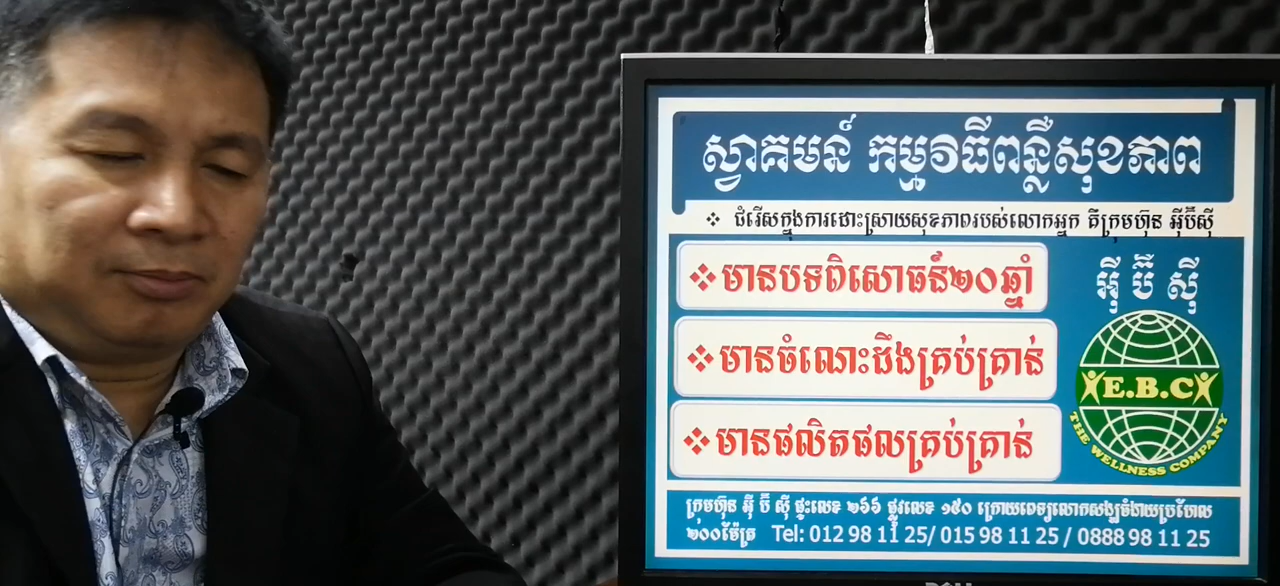 ស្វាគមន៍ កម្មវិធីពន្លឺសុខភាព
❖ ជំរើសក្នុងការដោះស្រាយសុខភាពរបស់លោកអ្នក គឺក្រុមហ៊ុន អ៊ីប៊ីស៊ី
❖មានបទពិសោធន៍២០ឆ្នាំ
❖មានចំណេះដឹងគ្រប់គ្រាន់
❖មានផលិតផលគ្រប់គ្រាន់
អ៊ី ប៊ី ស៊ី
E.B.C
THE WELLNESS COMPANY
ក្រុមហ៊ុន អ៊ី ប៊ី ស៊ី ផ្ទះលេខ ២៦៦ ផ្លូវលេខ ១៥០ ក្រោយពេទ្យលោកសង្ឃចំងាយប្រហែល
២០០ម៉ែត្រ Tel: 012 98 11 25/ 015 98 11 25 / 0888 98 11 25